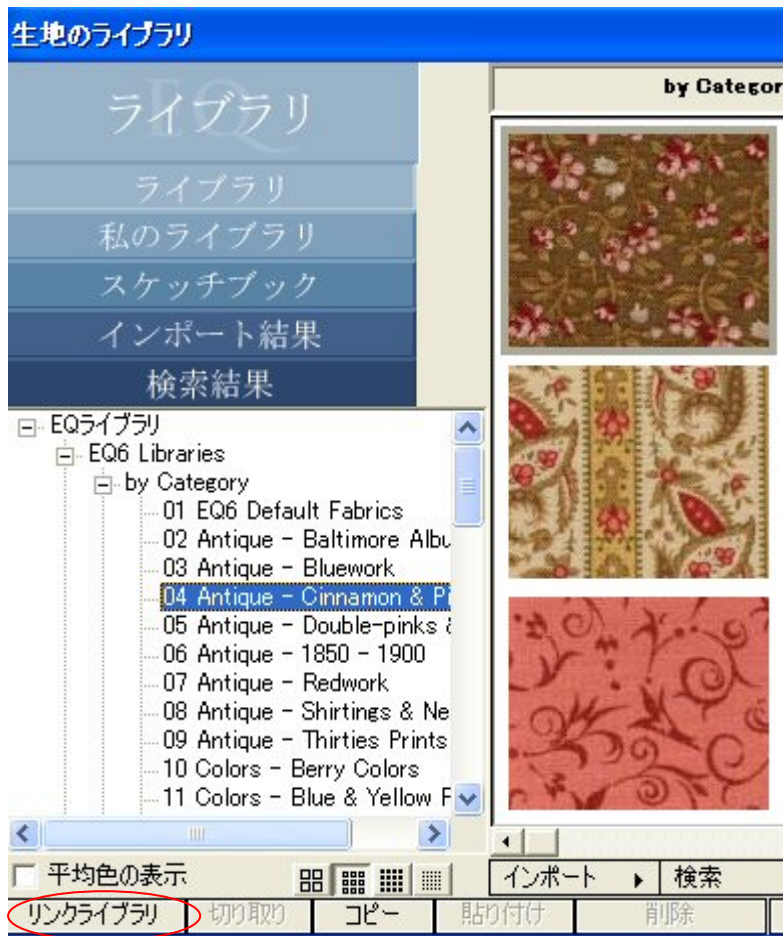 生地のライブラリ
EQ
ライブラリ
ライブラリ
私のライブラリ
スケッチブック
インポート結果
検索結果
EQライブラリ
EQ6 Libraries
by Category
01 EQ6 Default Fabrics
02 Antique - Baltimore Albu
03 Antique - Bluework
04 Antique - Cinnamon & Pi
05 Antique - Double-pinks &
06 Antique - 1850 - 1900
07 Antique - Redwork
08 Antique - Shirtings & Ne
09 Antique - Thirties Prints
10 Colors - Berry Colors
11 Colors - Blue & Yellow F
平均色の表示
リンクライブラリ 切り取り コピー 貼り付け 削除
by Categor
インポート 検索